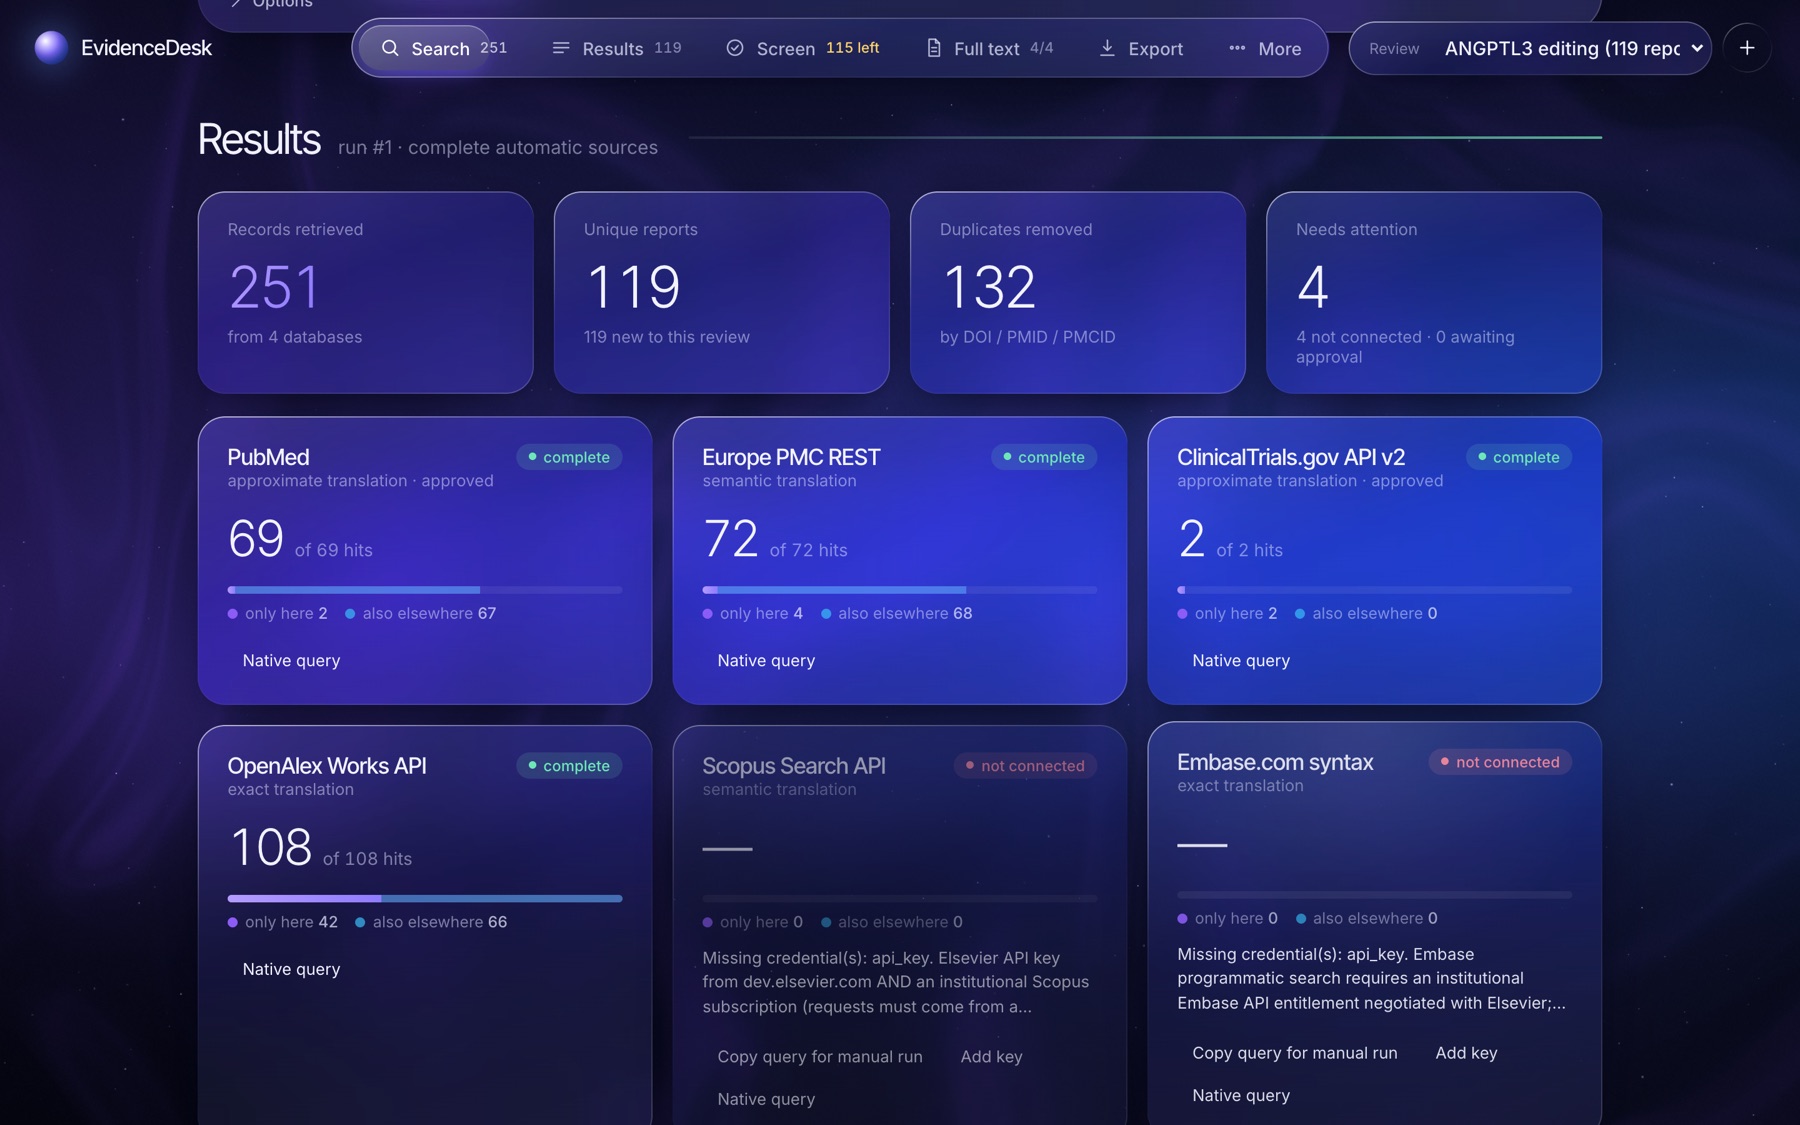 Options
EvidenceDesk
Search 251
Results 119
Screen 115 left
Full text 4/4
Export
More
Review ANGPTL3 editing (119 repo
Results run #1 · complete automatic sources
Records retrieved
251
from 4 databases
Unique reports
119
119 new to this review
Duplicates removed
132
by DOI / PMID / PMCID
Needs attention
4
4 not connected · 0 awaiting
approval
PubMed
complete
approximate translation · approved
69 of 69 hits
only here 2 also elsewhere 67
Native query
Europe PMC REST
complete
semantic translation
72 of 72 hits
only here 4 also elsewhere 68
Native query
ClinicalTrials.gov API v2
complete
approximate translation · approved
2 of 2 hits
only here 2 also elsewhere 0
Native query
OpenAlex Works API
complete
exact translation
108 of 108 hits
only here 42 also elsewhere 66
Native query
Scopus Search API
not connected
semantic translation
—
only here 0 also elsewhere 0
Missing credential(s): api_key. Elsevier API key
from dev.elsevier.com AND an institutional Scopus
subscription (requests must come from a...
Copy query for manual run Add key
Native query
Embase.com syntax
not connected
exact translation
—
only here 0 also elsewhere 0
Missing credential(s): api_key. Embase
programmatic search requires an institutional
Embase API entitlement negotiated with Elsevier;...
Copy query for manual run Add key
Native query